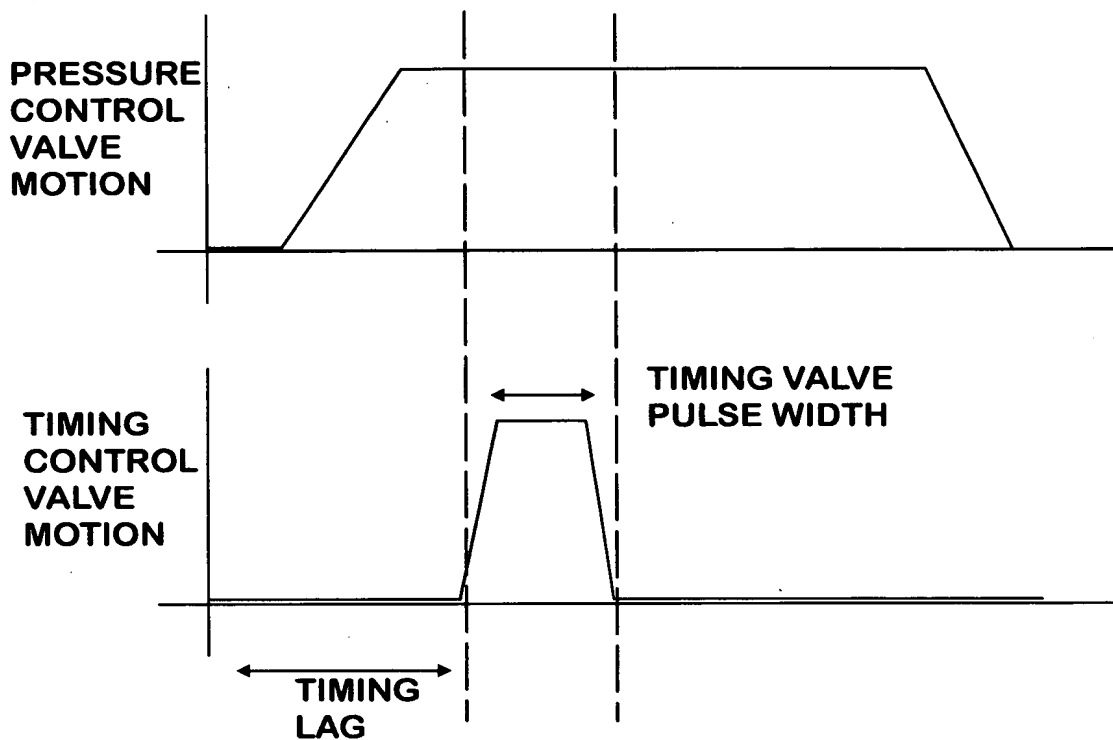 PRESSURE
CONTROL
VALVE
MOTION
TIMING VALVE
PULSE WIDTH
TIMING
CONTROL
VALVE
MOTION
TIMING
LAG